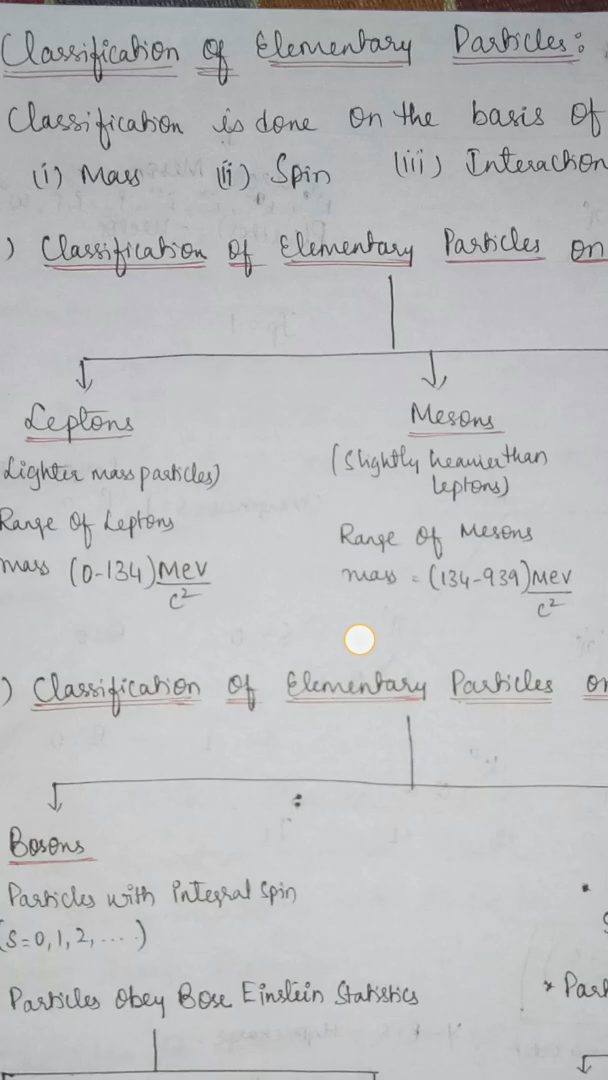 Classification of Elementary Particles:
Classification is done on the basis of
(i) Mass (ii) Spin (iii) Interaction
) Classification of Elementary Particles on
Leptons
Lighter mass particles)
Range of Leptons
mass (0-134) MeV/c²
Mesons
(Slightly heavier than
leptons)
Range of Mesons
mass = (134-939) MeV/c²
) Classification of Elementary Particles on
Bosons
Particles with integral spin
(S=0,1,2,....)
Particles Obey Bose Einstein Statistics
* Part